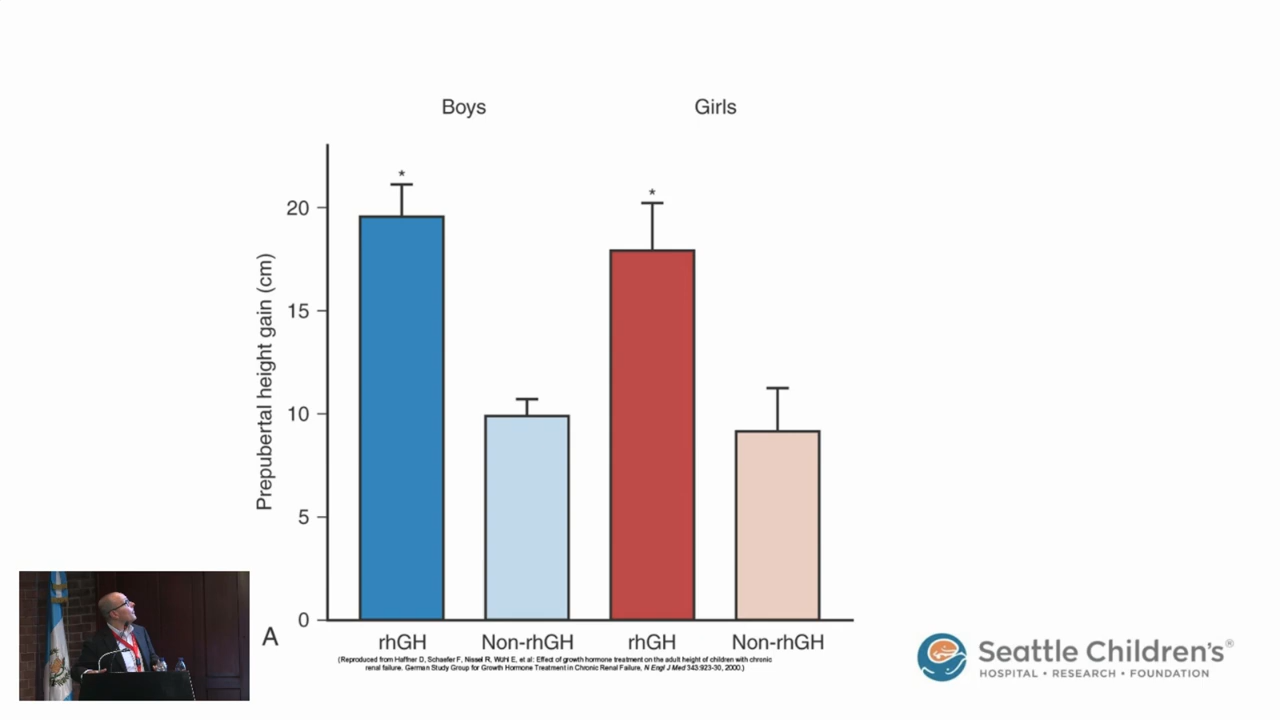 Boys
Girls
*
*
20
15
10
5
0
Prepubertal height gain (cm)
A
rhGH
Non-rhGH
rhGH
Non-rhGH
(Reproduced from Haffner D, Schaefer F, Nissel R, Wühl E, et al: Effect of growth hormone treatment on the adult height of children with chronic
renal failure. German Study Group for Growth Hormone Treatment in Chronic Renal Failure, N Engl J Med 343:923-30, 2000.)
Seattle Children's®
HOSPITAL • RESEARCH • FOUNDATION